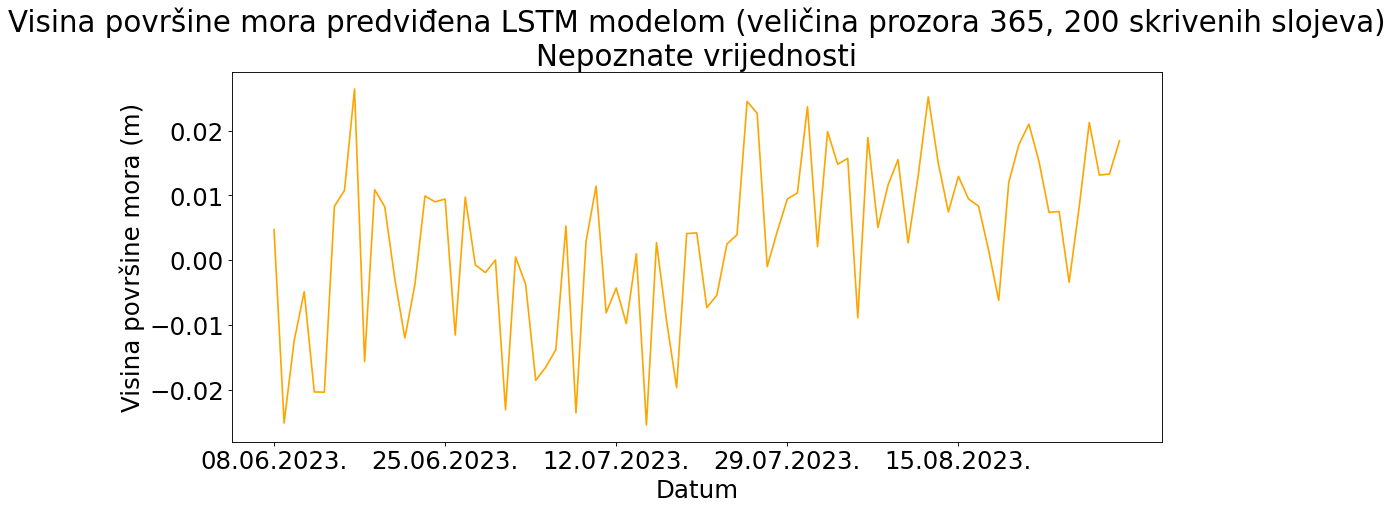 Visina površine mora predviđena LSTM modelom (veličina prozora 365, 200 skrivenih slojeva)
Nepoznate vrijednosti
Visina površine mora (m)
0.02
0.01
0.00
−0.01
−0.02
08.06.2023. 25.06.2023. 12.07.2023. 29.07.2023. 15.08.2023.
Datum